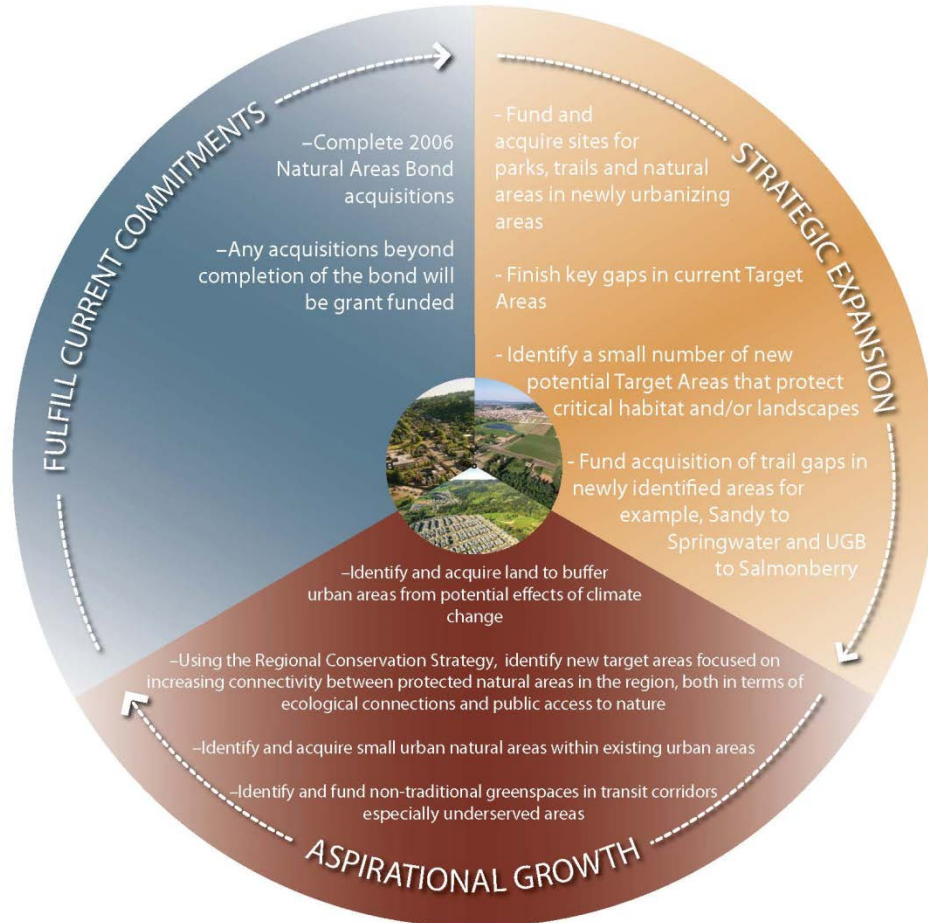 FULFILL CURRENT COMMITMENTS
–Complete 2006
Natural Areas Bond
acquisitions
–Any acquisitions beyond
completion of the bond will
be grant funded
STRATEGIC EXPANSION
- Fund and
acquire sites for
parks, trails and natural
areas in newly urbanizing
areas
- Finish key gaps in current Target
Areas
- Identify a small number of new
potential Target Areas that protect
critical habitat and/or landscapes
- Fund acquisition of trail gaps in
newly identified areas for
example, Sandy to
Springwater and UGB
to Salmonberry
–Identify and acquire land to buffer
urban areas from potential effects of climate
change
–Using the Regional Conservation Strategy, identify new target areas focused on
increasing connectivity between protected natural areas in the region, both in terms of
ecological connections and public access to nature
–Identify and acquire small urban natural areas within existing urban areas
–Identify and fund non-traditional greenspaces in transit corridors
especially underserved areas
ASPIRATIONAL GROWTH